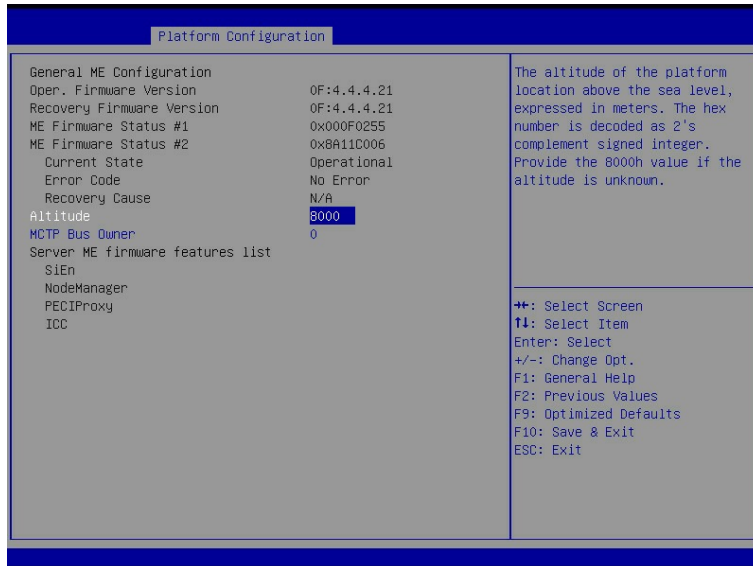 Platform Configuration
General ME Configuration
Oper. Firmware Version 0F:4.4.4.21
Recovery Firmware Version 0F:4.4.4.21
ME Firmware Status #1 0x000F0255
ME Firmware Status #2 0x8A11C006
Current State Operational
Error Code No Error
Recovery Cause N/A
Altitude 8000
MCTP Bus Owner 0
Server ME firmware features list
SiEn
NodeManager
PECIProxy
ICC
The altitude of the platform
location above the sea level,
expressed in meters. The hex
number is decoded as 2's
complement signed integer.
Provide the 8000h value if the
altitude is unknown.
→←: Select Screen
↑↓: Select Item
Enter: Select
+/-: Change Opt.
F1: General Help
F2: Previous Values
F9: Optimized Defaults
F10: Save & Exit
ESC: Exit